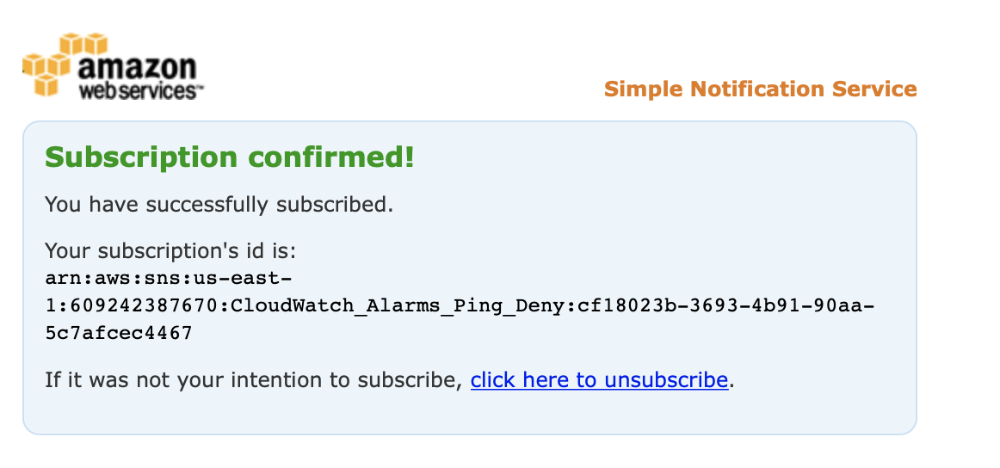 amazon
webservices™
Simple Notification Service
Subscription confirmed!
You have successfully subscribed.
Your subscription's id is:
arn:aws:sns:us-east-
1:609242387670:CloudWatch_Alarms_Ping_Deny:cf18023b-3693-4b91-90aa-
5c7afcec4467
If it was not your intention to subscribe, click here to unsubscribe.